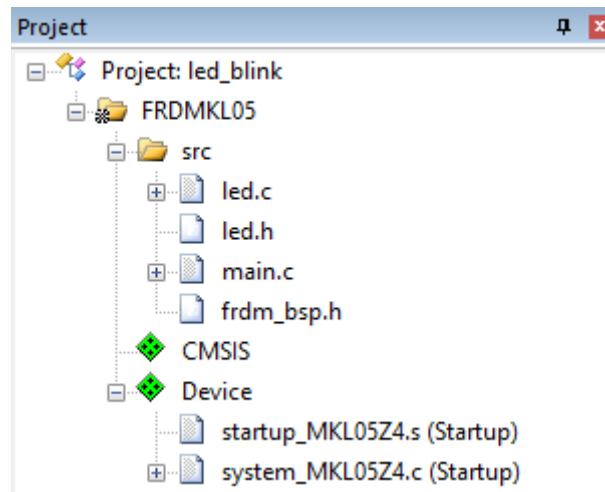 Project
Project: led_blink
FRDMKL05
src
led.c
led.h
main.c
frdm_bsp.h
CMSIS
Device
startup_MKL05Z4.s (Startup)
system_MKL05Z4.c (Startup)